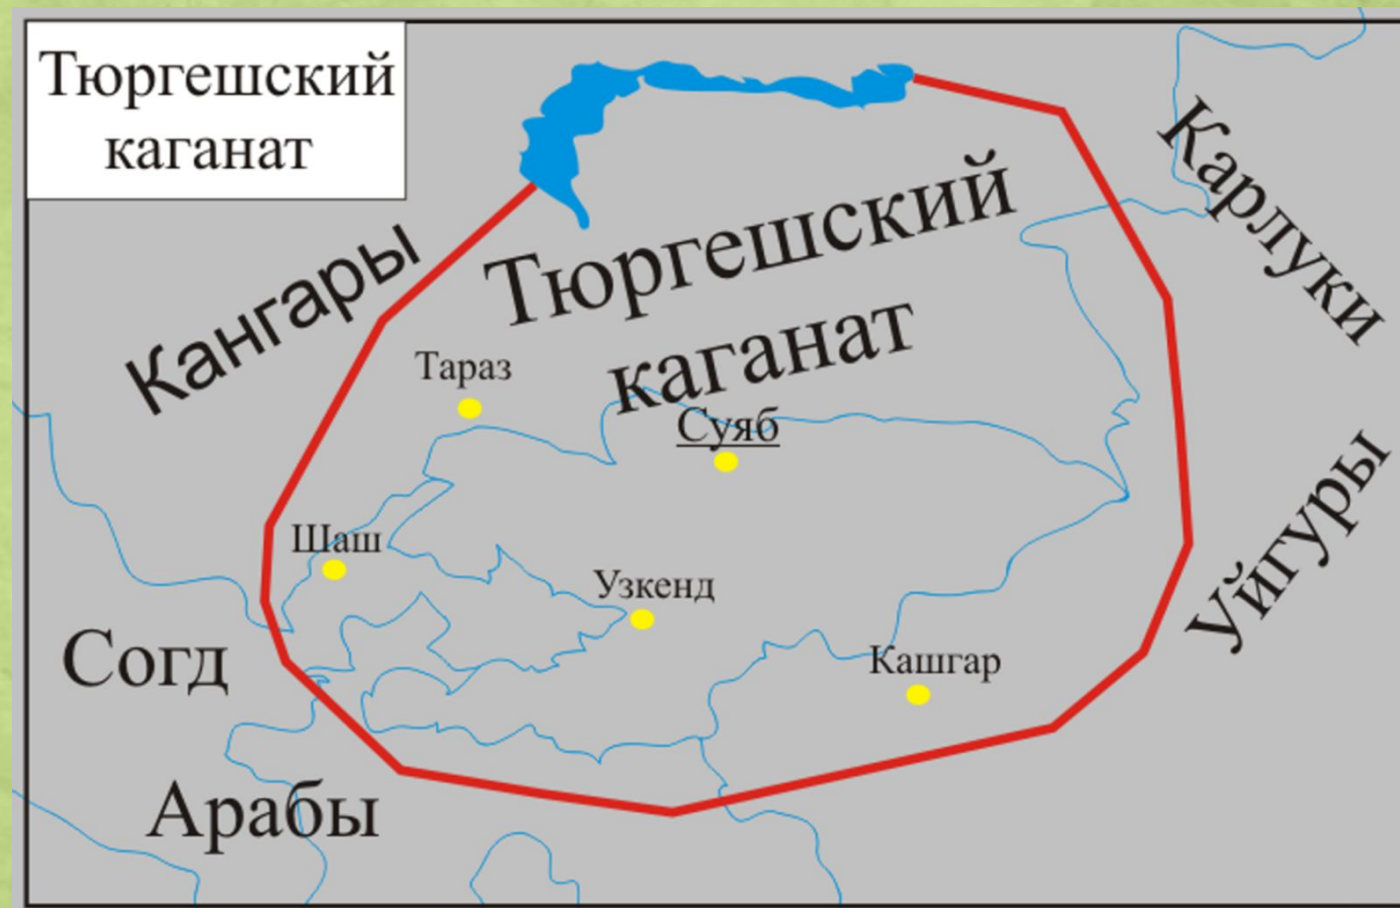 Тюргешский
каганат
Карлуки
Тюргешский
каганат
Кангары
Тараз
Суяб
Шаш
Узкенд
Уйгуры
Согд
Кашгар
Арабы